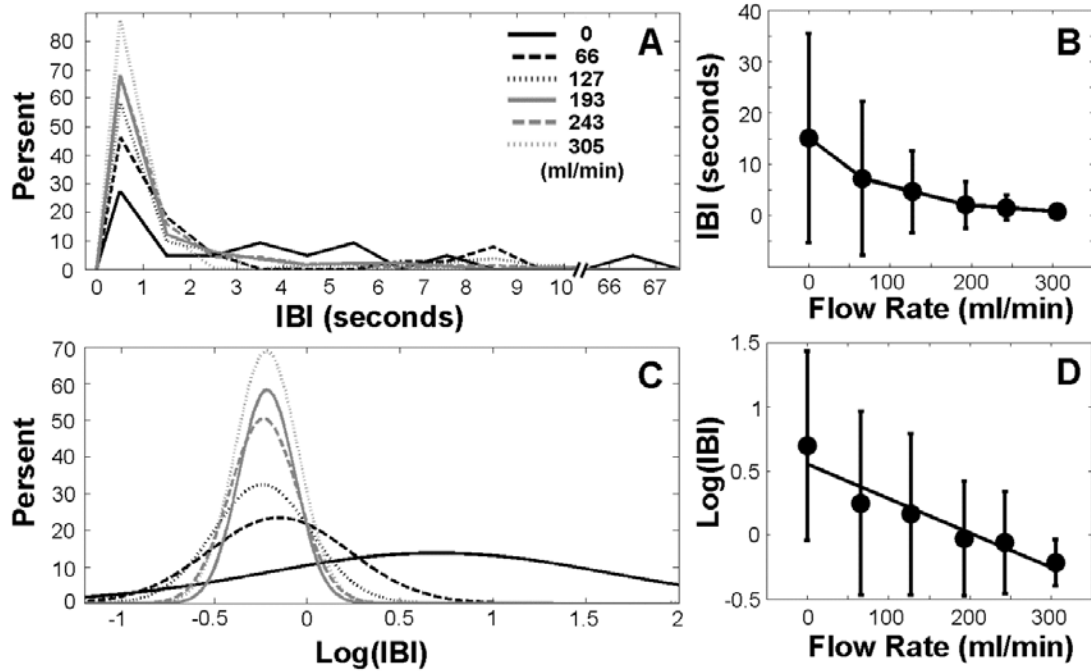 A
Persent
80
70
60
50
40
30
20
10
0
0
66
127
193
243
305
(ml/min)
0 1 2 3 4 5 6 7 8 9 10 66 67
IBI (seconds)
B
IBI (seconds)
40
30
20
10
0
0 100 200 300
Flow Rate (ml/min)
C
Persent
70
60
50
40
30
20
10
0
-1 -0.5 0 0.5 1 1.5 2
Log(IBI)
D
Log(IBI)
1.5
1
0.5
0
-0.5
0 100 200 300
Flow Rate (ml/min)